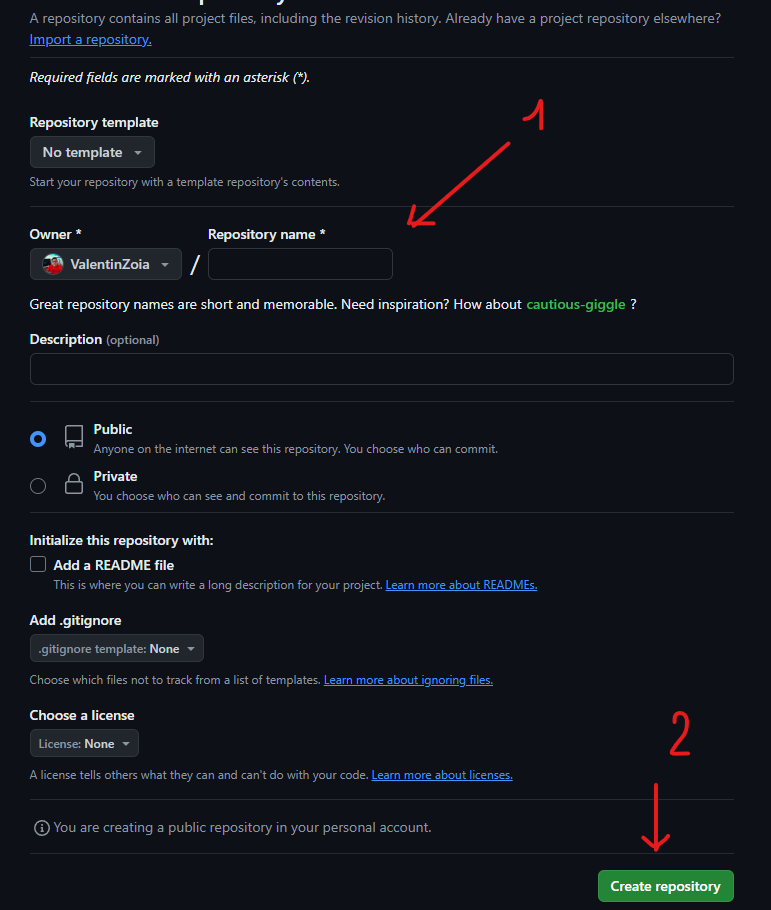 A repository contains all project files, including the revision history. Already have a project repository elsewhere?
Import a repository.
Required fields are marked with an asterisk (*).
1
Repository template
No template
Start your repository with a template repository's contents.
Owner * Repository name *
ValentinZoia /
Great repository names are short and memorable. Need inspiration? How about cautious-giggle ?
Description (optional)
Public
Anyone on the internet can see this repository. You choose who can commit.
Private
You choose who can see and commit to this repository.
Initialize this repository with:
Add a README file
This is where you can write a long description for your project. Learn more about READMEs.
Add .gitignore
.gitignore template: None
Choose which files not to track from a list of templates. Learn more about ignoring files.
Choose a license
2
License: None
A license tells others what they can and can't do with your code. Learn more about licenses.
You are creating a public repository in your personal account.
Create repository